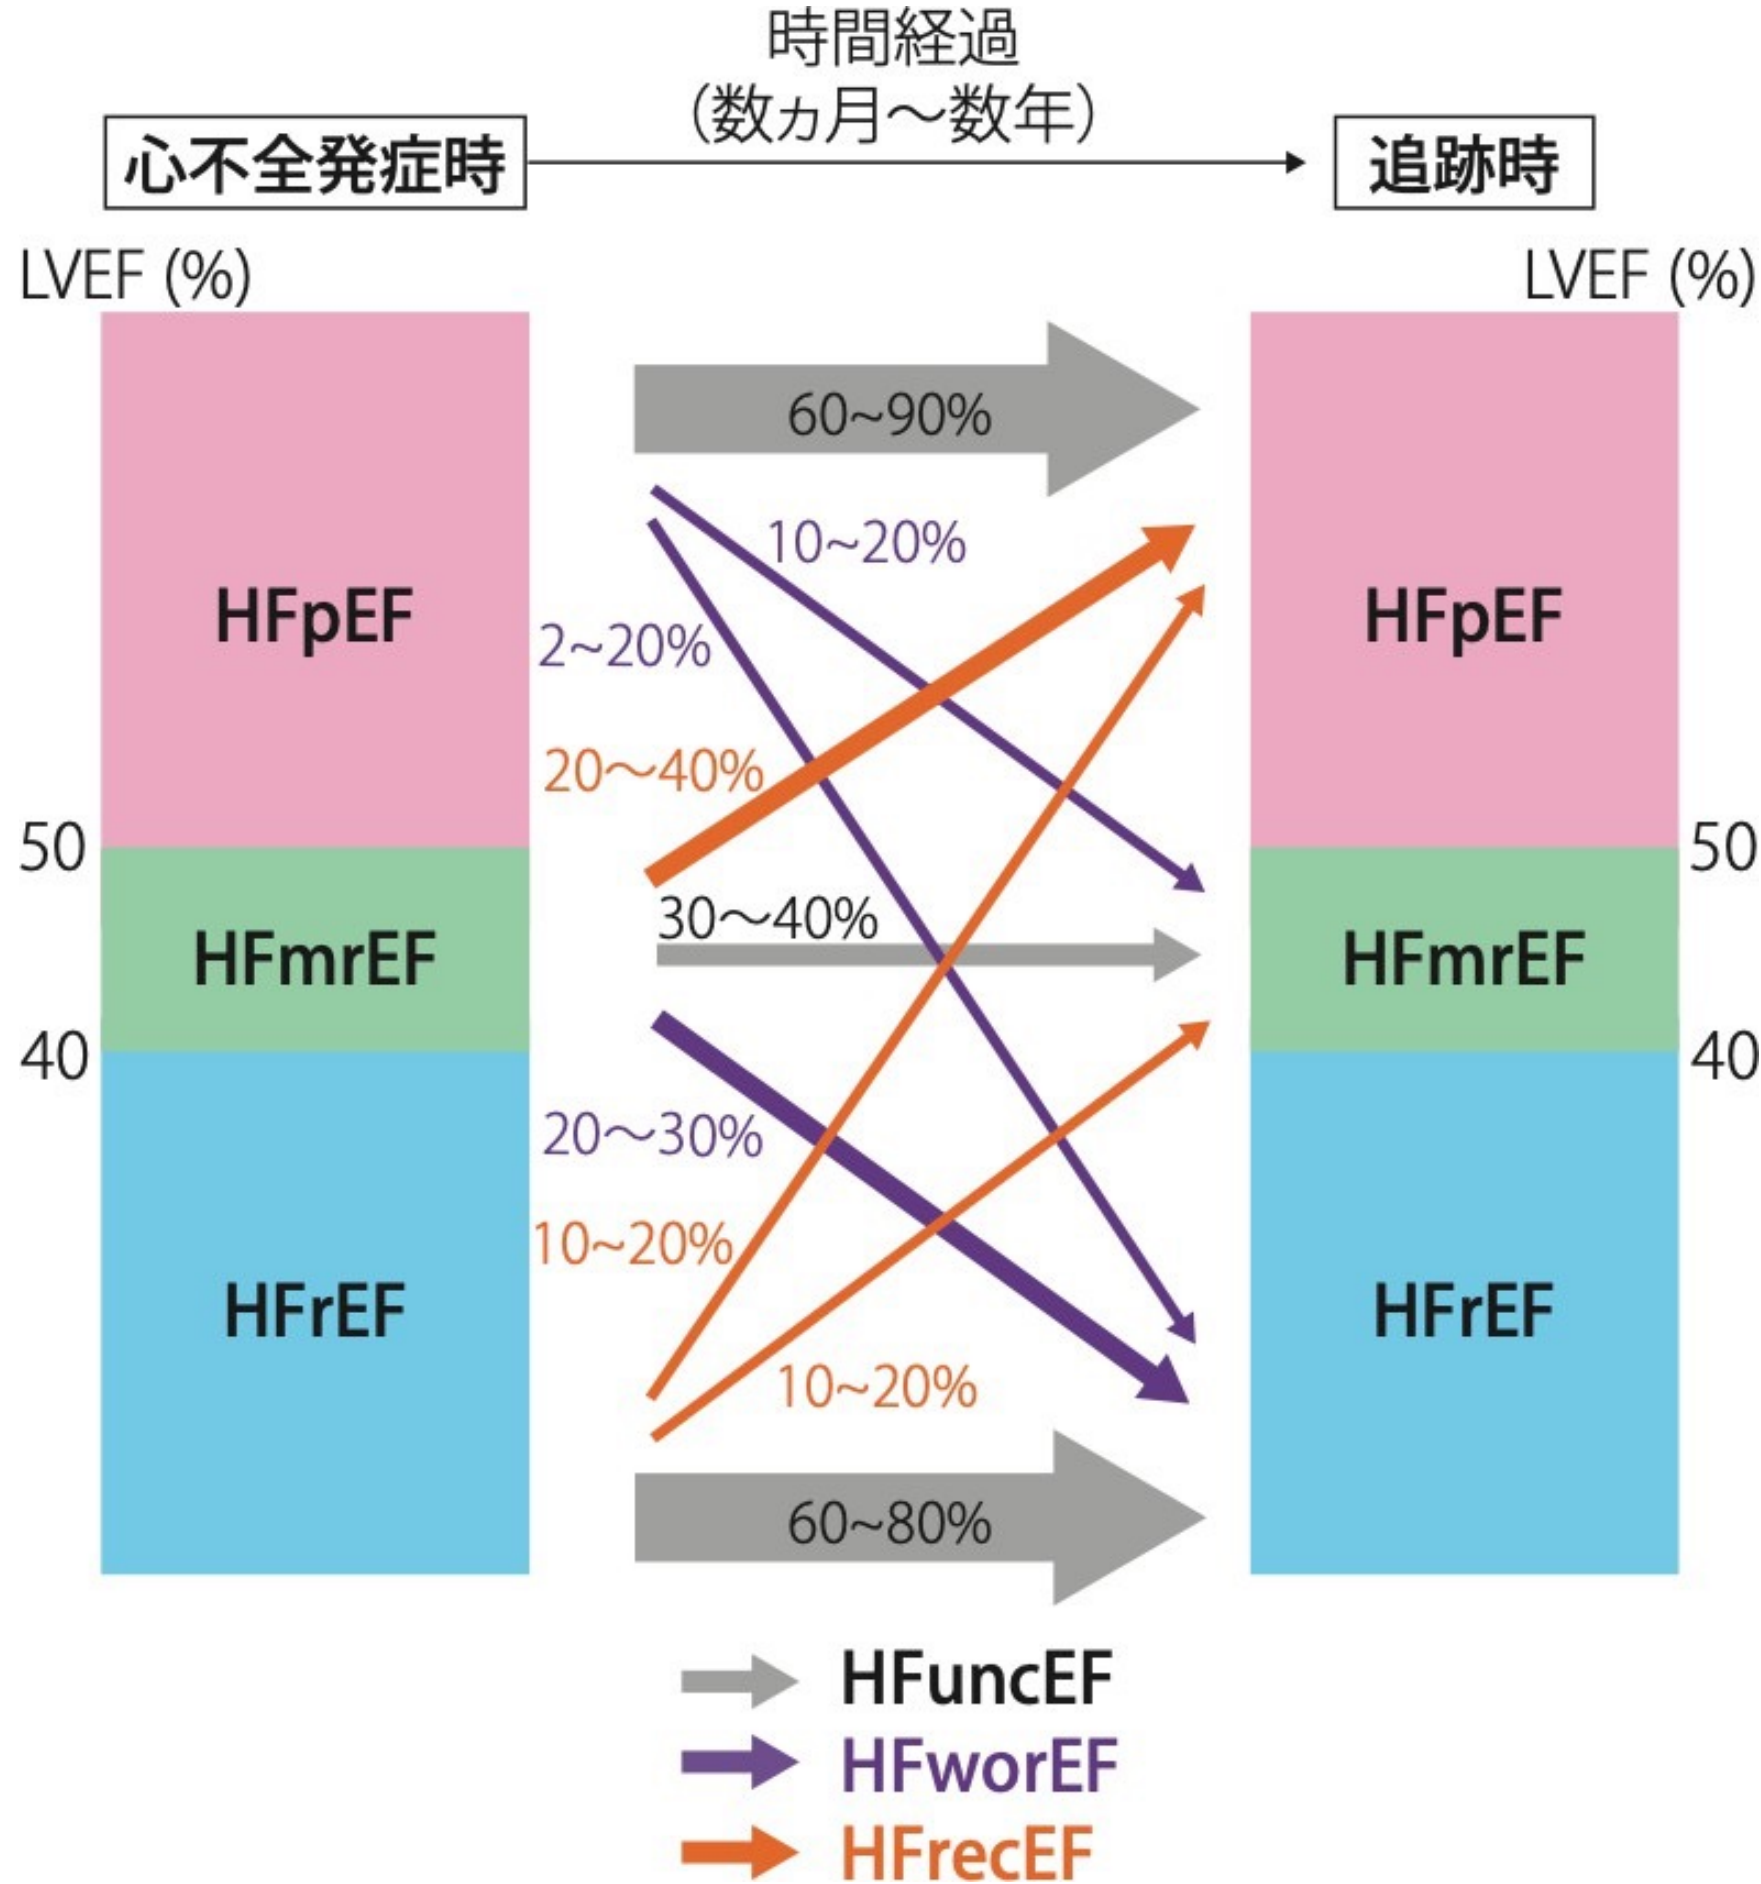 時間経過
（数ヵ月～数年）
心不全発症時
追跡時
LVEF (%)
LVEF (%)
60~90%
10~20%
HFpEF
HFpEF
2~20%
20～40%
50
50
30～40%
HFmrEF
HFmrEF
40
40
20～30%
10~20%
HFrEF
HFrEF
10~20%
60~80%
HFuncEF
HFworEF
HFrecEF